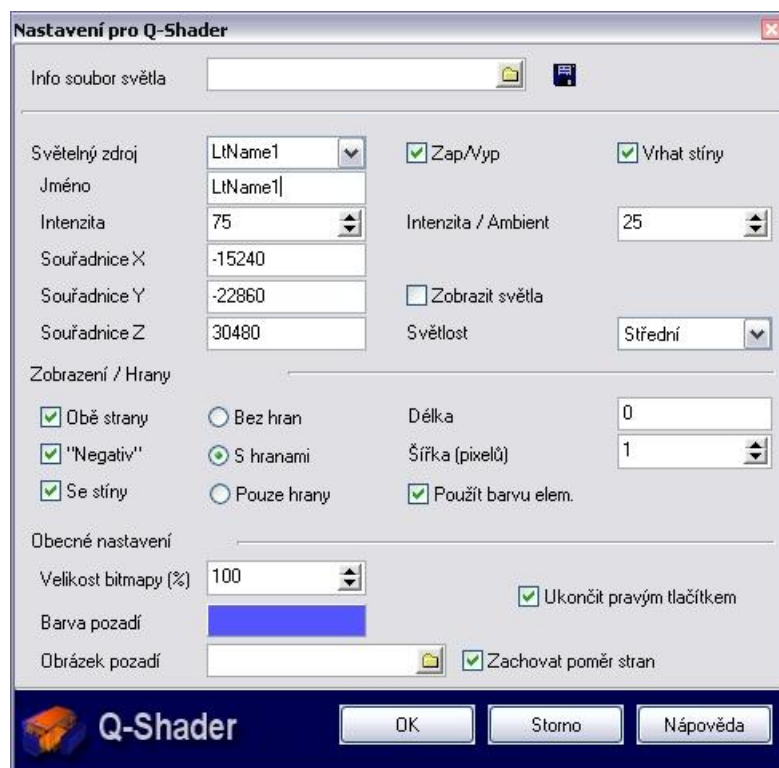 Nastavení pro Q-Shader
Info soubor světla
Světelný zdroj LtName1 Zap/Vyp Vrhat stíny
Jméno LtName1
Intenzita 75 Intenzita / Ambient 25
Souřadnice X -15240
Souřadnice Y -22860 Zobrazit světla
Souřadnice Z 30480 Světlost Střední
Zobrazení / Hrany
Obě strany Bez hran Délka 0
"Negativ" S hranami Šířka (pixelů) 1
Se stíny Pouze hrany Použít barvu elem.
Obecné nastavení
Velikost bitmapy (%) 100 Ukončit pravým tlačítkem
Barva pozadí
Obrázek pozadí Zachovat poměr stran
Q-Shader OK Storno Nápověda